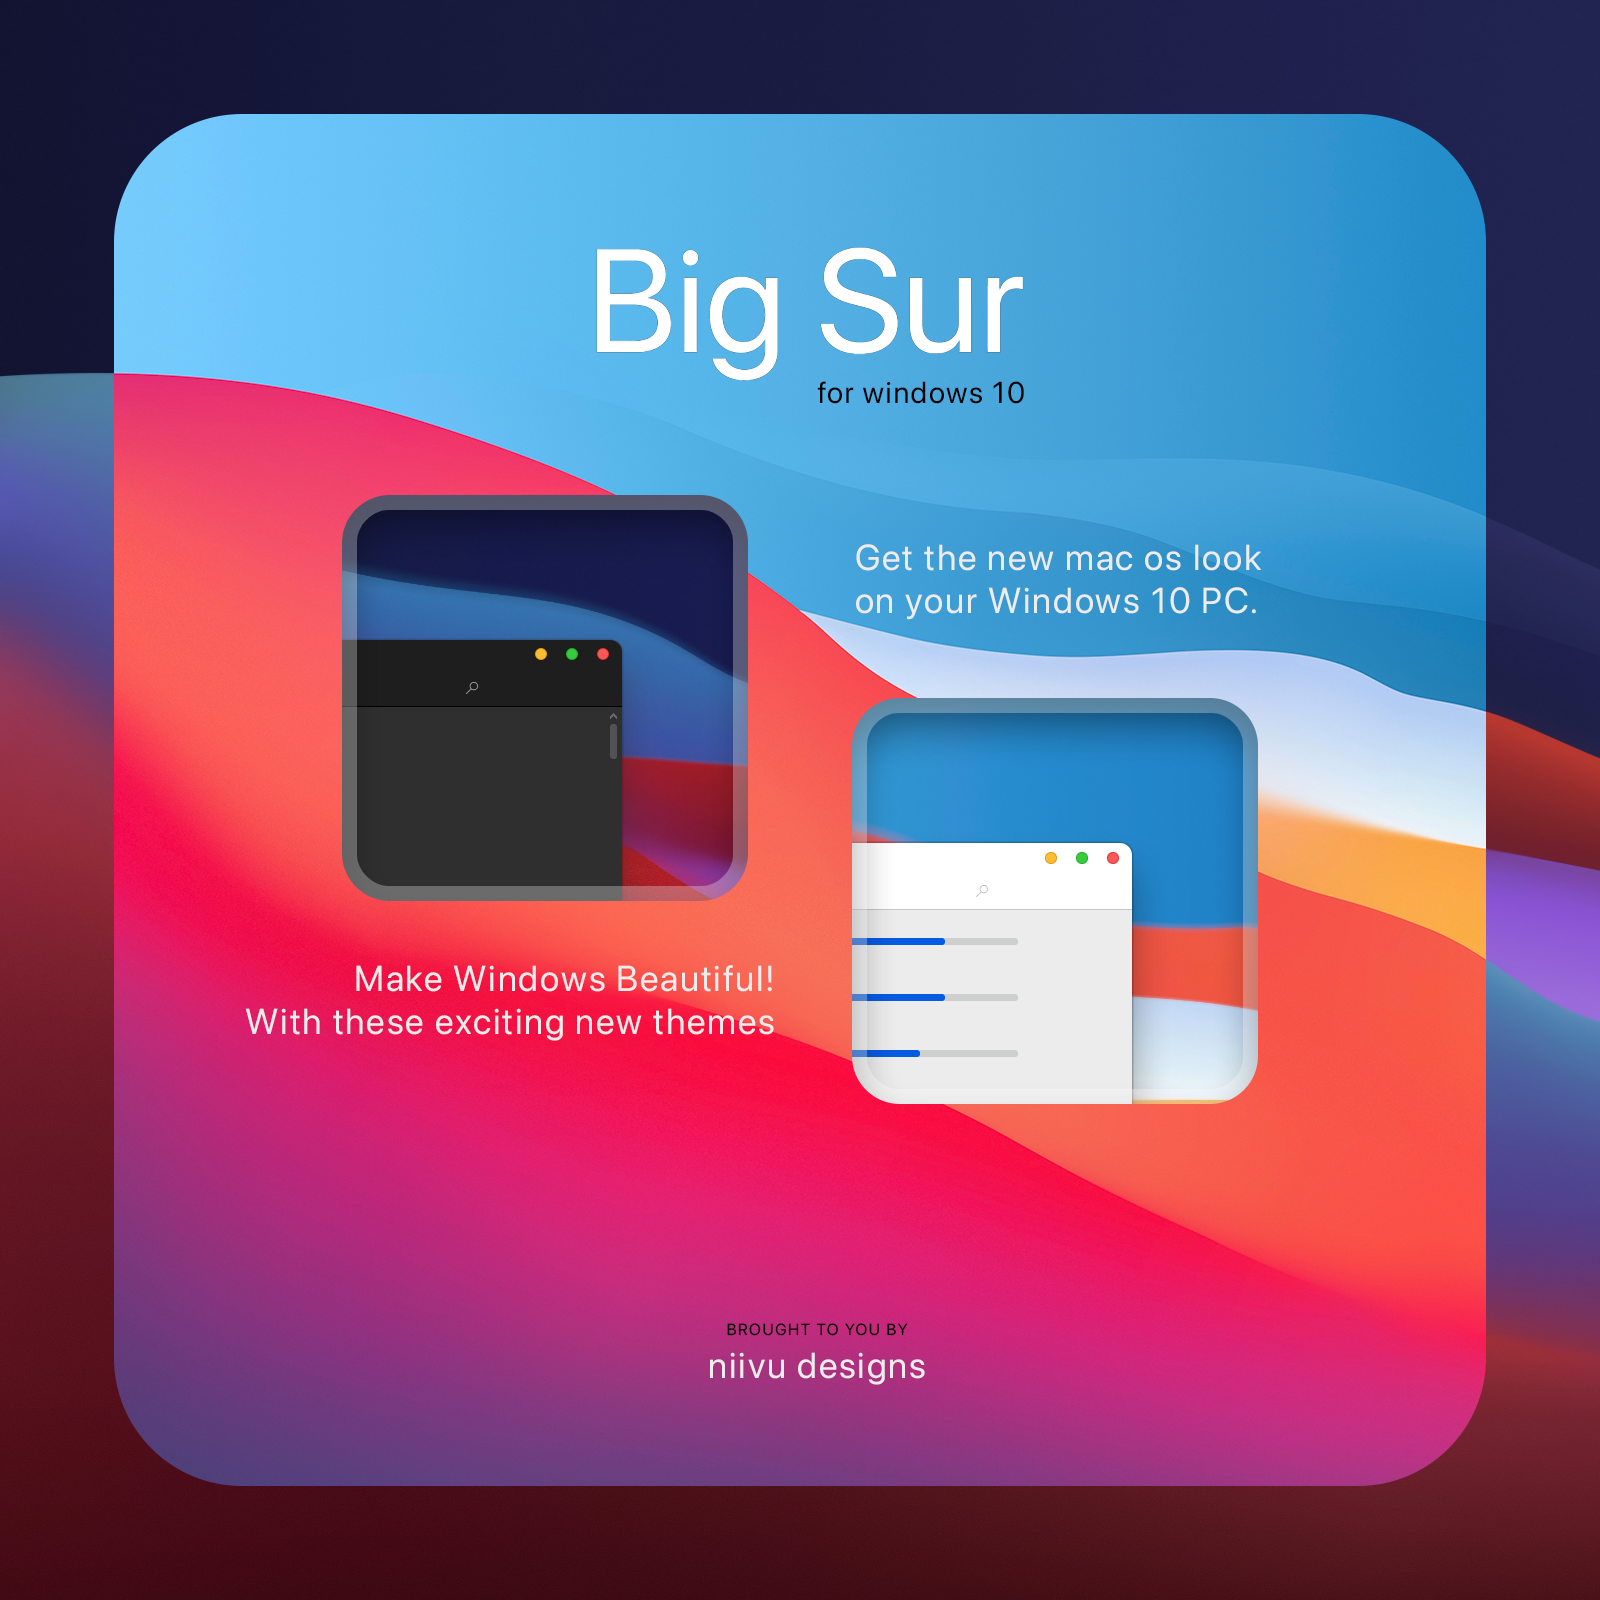 Big Sur
for windows 10
Get the new mac os look
on your Windows 10 PC.
Make Windows Beautiful!
With these exciting new themes
BROUGHT TO YOU BY
niivu designs